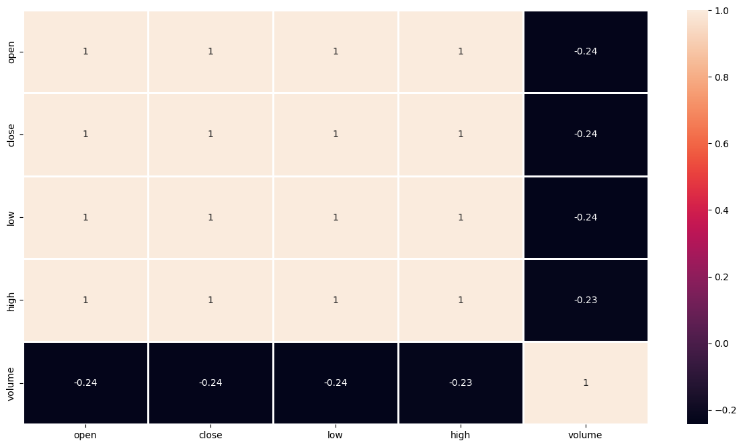 open 1 1 1 1 -0.24
close 1 1 1 1 -0.24
low 1 1 1 1 -0.24
high 1 1 1 1 -0.23
volume -0.24 -0.24 -0.24 -0.23 1
open close low high volume
1.0
0.8
0.6
0.4
0.2
0.0
−0.2